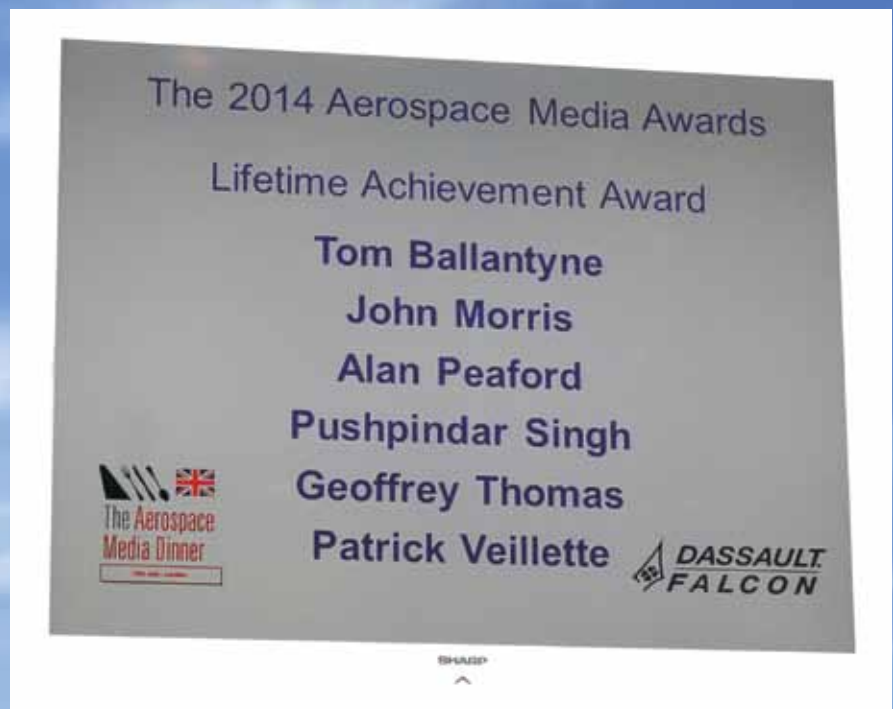 The 2014 Aerospace Media Awards
Lifetime Achievement Award
Tom Ballantyne
John Morris
Alan Peaford
Pushpindar Singh
Geoffrey Thomas
Patrick Veillette
The Aerospace
Media Dinner
DASSAULT
FALCON
SHARP